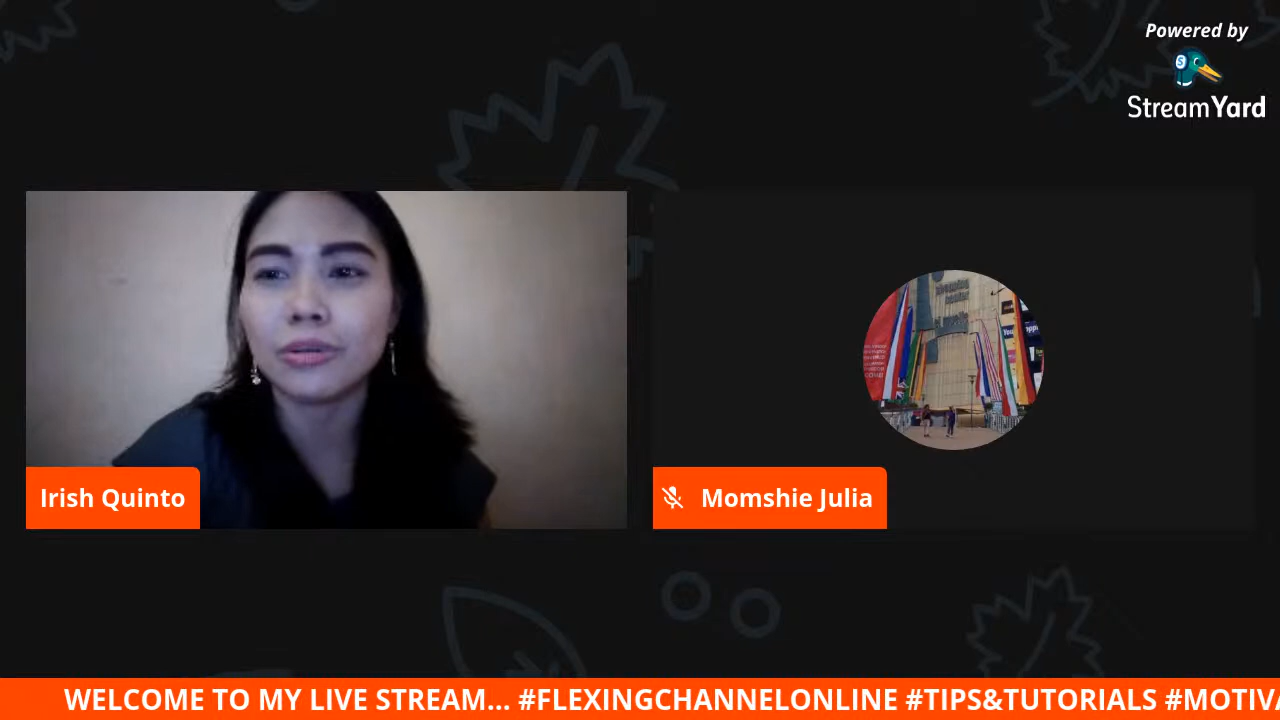 Powered by
StreamYard
Irish Quinto
Momshie Julia
WELCOME TO MY LIVE STREAM... #FLEXINGCHANNELONLINE #TIPS&TUTORIALS #MOTIVA